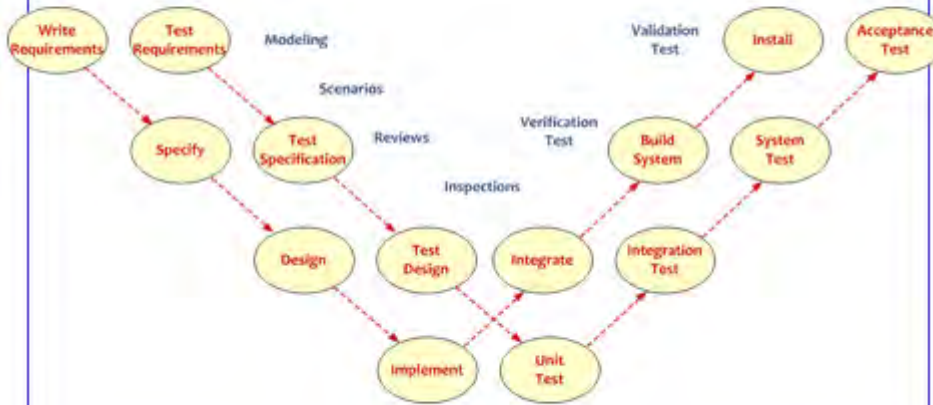 Write
Requirements
Test
Requirements
Modeling
Validation
Test
Install
Acceptance
Test
Scenarios
Specify
Test
Specification
Reviews
Verification
Test
Build
System
System
Test
Inspections
Design
Test
Design
Integrate
Integration
Test
Implement
Unit
Test